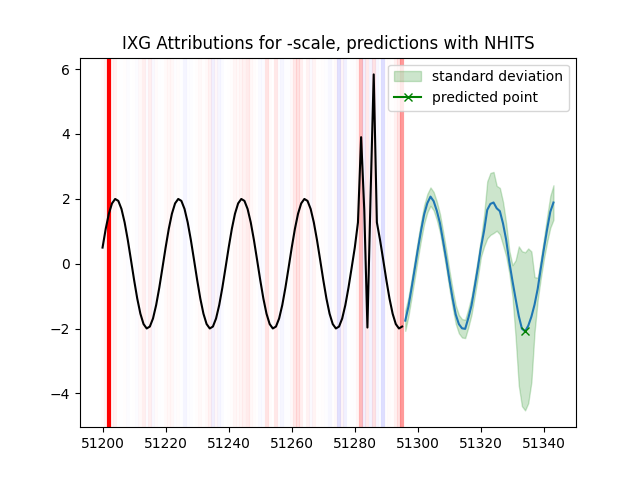 IXG Attributions for -scale, predictions with NHITS
standard deviation
predicted point
6
4
2
0
−2
−4
51200 51220 51240 51260 51280 51300 51320 51340